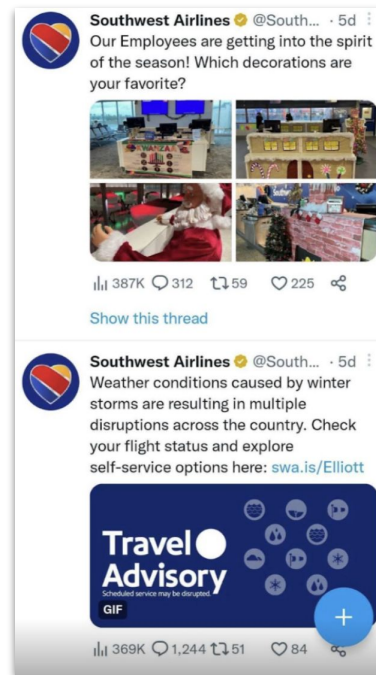 Southwest Airlines @South... · 5d
Our Employees are getting into the spirit
of the season! Which decorations are
your favorite?
387K 312 59 225
Show this thread
Southwest Airlines @South... · 5d
Weather conditions caused by winter
storms are resulting in multiple
disruptions across the country. Check
your flight status and explore
self-service options here: swa.is/Elliott
Travel
Advisory
Scheduled service may be disrupted.
GIF
369K 1,244 51 84